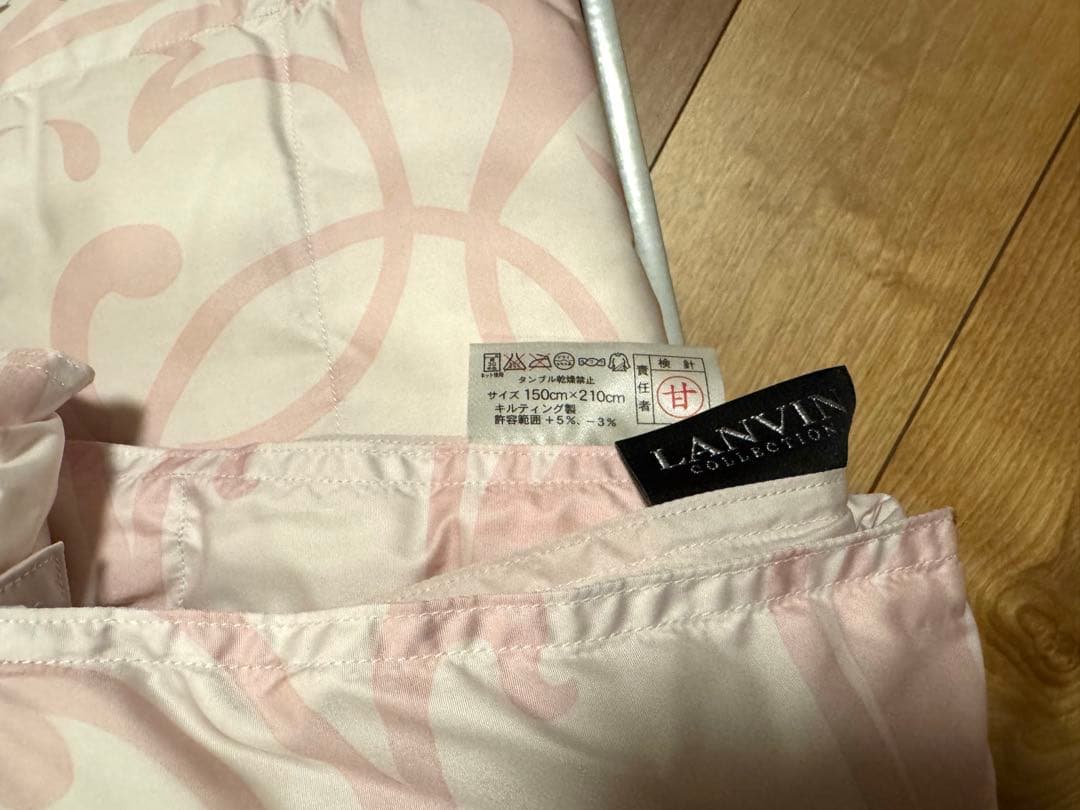 ネット使用
タンブル乾燥禁止
サイズ 150cm×210cm
キルティング製
許容範囲 +5%、-3%
検針
責任者
甘
LANVIN
COLLECTION